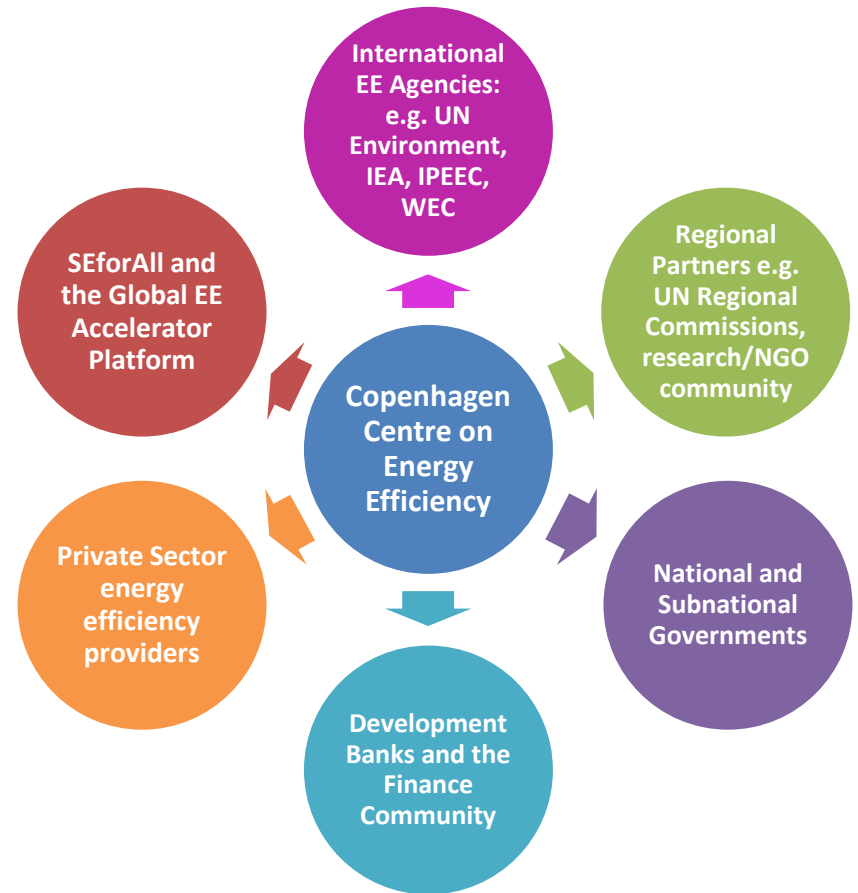 International
EE Agencies:
e.g. UN
Environment,
IEA, IPEEC,
WEC
SEforAll and
the Global EE
Accelerator
Platform
Regional
Partners e.g.
UN Regional
Commissions,
research/NGO
community
Copenhagen
Centre on
Energy
Efficiency
Private Sector
energy
efficiency
providers
National and
Subnational
Governments
Development
Banks and the
Finance
Community